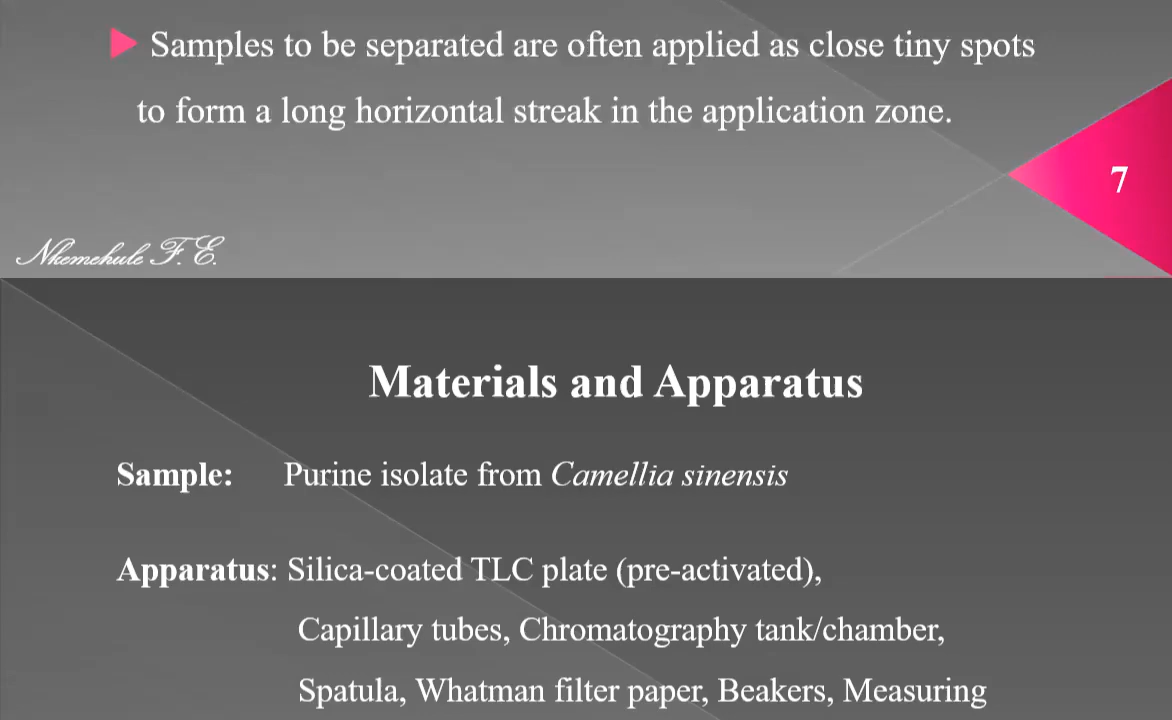 Samples to be separated are often applied as close tiny spots
to form a long horizontal streak in the application zone.
7
Nkemehule F. E.
Materials and Apparatus
Sample: Purine isolate from Camellia sinensis
Apparatus: Silica-coated TLC plate (pre-activated),
Capillary tubes, Chromatography tank/chamber,
Spatula, Whatman filter paper, Beakers, Measuring